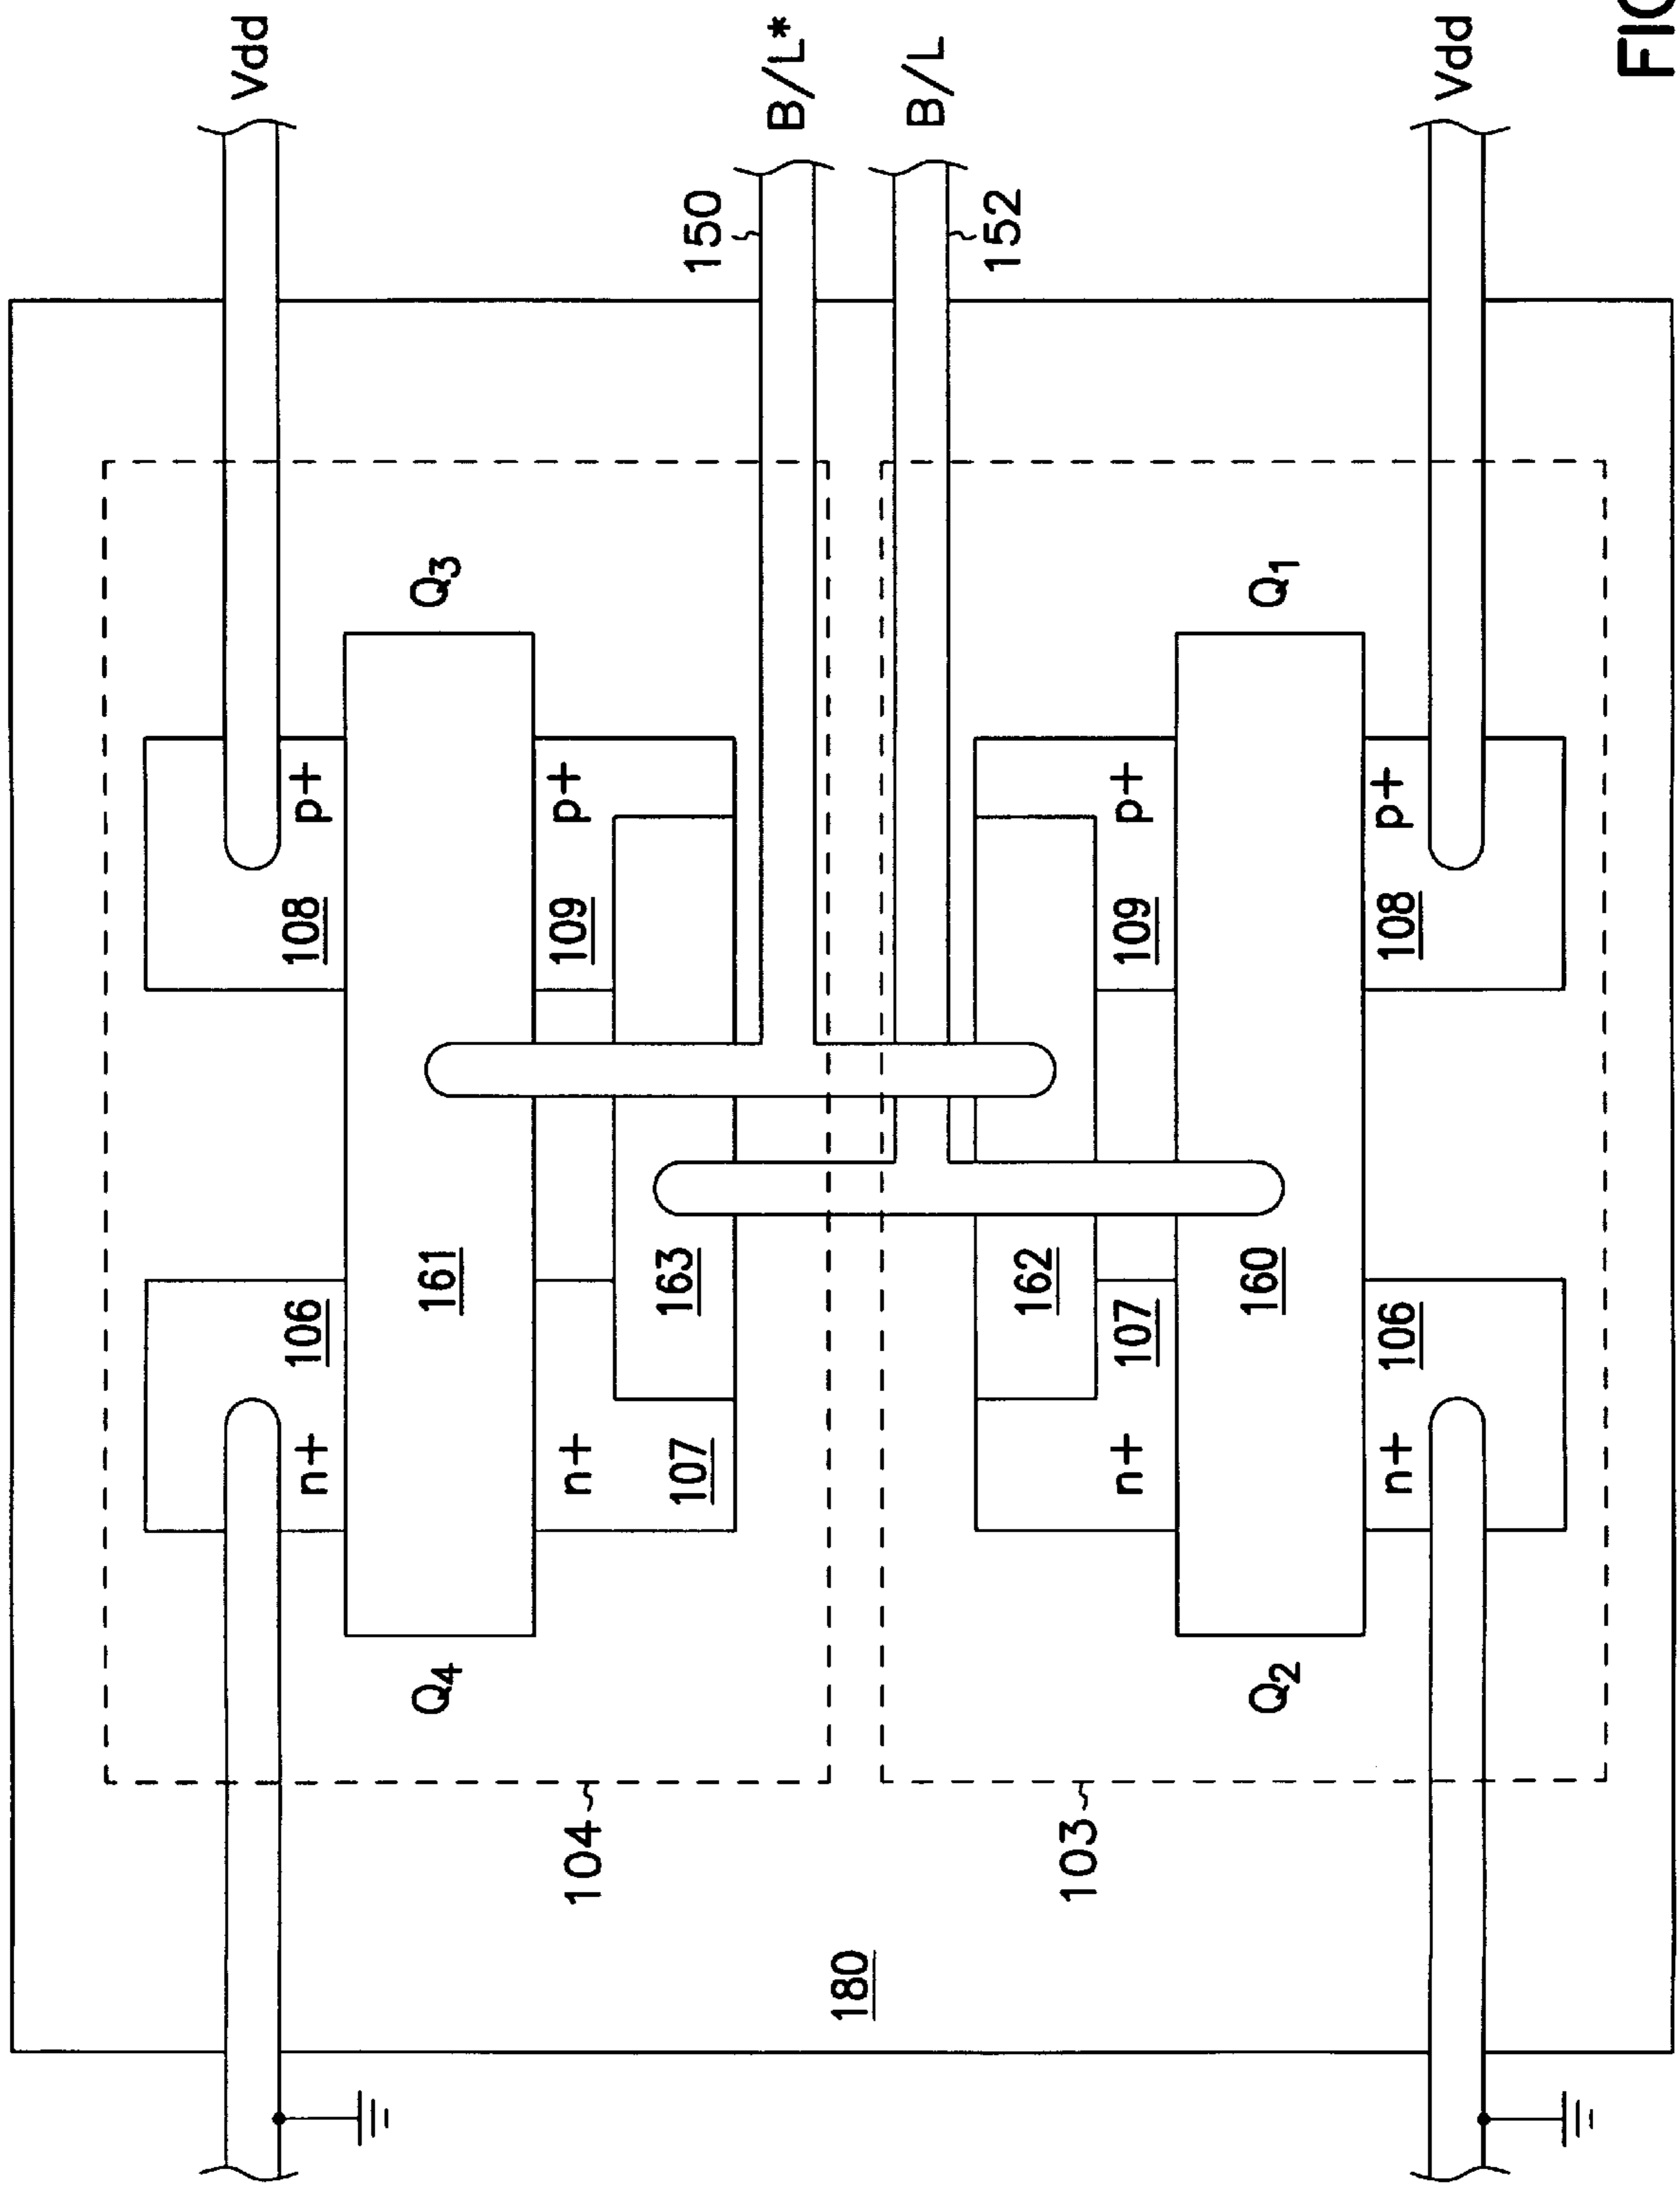 Vdd
n+ 106 108 p+
Q4 161 Q3
104 n+ 109 p+
107 163 150
B/L*
180
B/L
162 152
103 n+ 107 109 p+
Q2 160 Q1
n+ 106 108 p+
Vdd
FIG